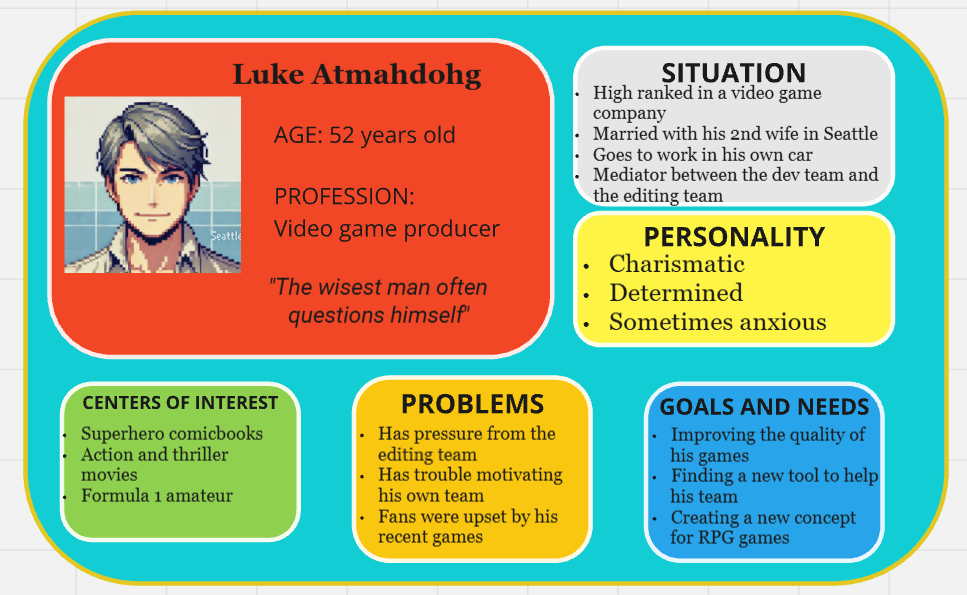 Luke Atmahdohg
AGE: 52 years old
PROFESSION:
Video game producer
"The wisest man often
questions himself"
Seattle
SITUATION
• High ranked in a video game
company
• Married with his 2nd wife in Seattle
• Goes to work in his own car
• Mediator between the dev team and
the editing team
PERSONALITY
• Charismatic
• Determined
• Sometimes anxious
CENTERS OF INTEREST
• Superhero comicbooks
• Action and thriller
movies
• Formula 1 amateur
PROBLEMS
• Has pressure from the
editing team
• Has trouble motivating
his own team
• Fans were upset by his
recent games
GOALS AND NEEDS
• Improving the quality of
his games
• Finding a new tool to help
his team
• Creating a new concept
for RPG games